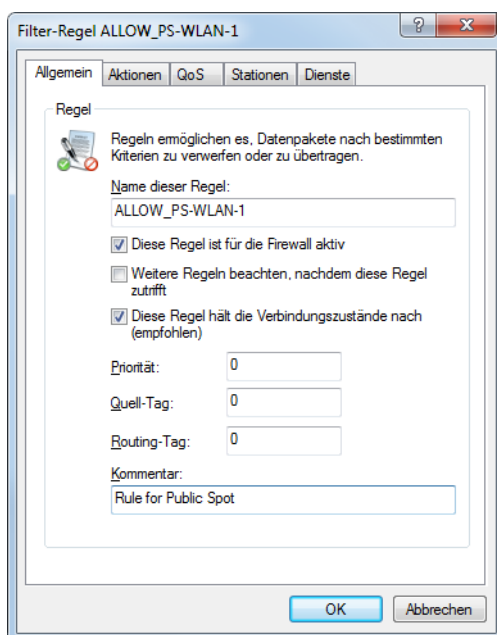 Filter-Regel ALLOW_PS-WLAN-1
?
Allgemein Aktionen QoS Stationen Dienste
Regel
Regeln ermöglichen es, Datenpakete nach bestimmten
Kriterien zu verwerfen oder zu übertragen.
Name dieser Regel:
ALLOW_PS-WLAN-1
Diese Regel ist für die Firewall aktiv
Weitere Regeln beachten, nachdem diese Regel
zutrifft
Diese Regel hält die Verbindungszustände nach
(empfohlen)
Priorität: 0
Quell-Tag: 0
Routing-Tag: 0
Kommentar:
Rule for Public Spot
OK Abbrechen